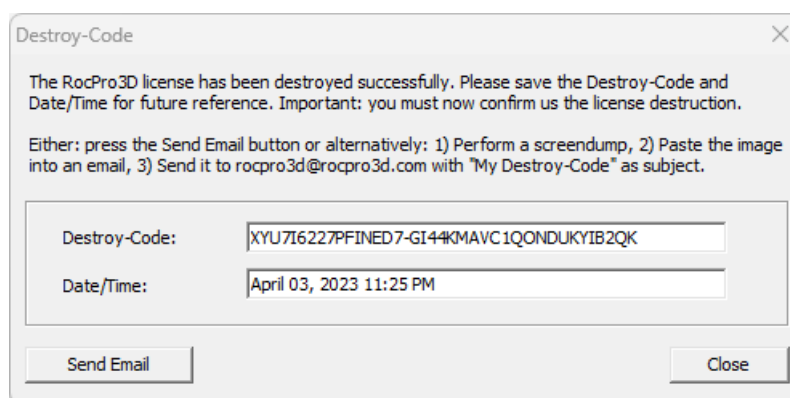 Destroy-Code
The RocPro3D license has been destroyed successfully. Please save the Destroy-Code and
Date/Time for future reference. Important: you must now confirm us the license destruction.
Either: press the Send Email button or alternatively: 1) Perform a screendump, 2) Paste the image
into an email, 3) Send it to rocpro3d@rocpro3d.com with "My Destroy-Code" as subject.
Destroy-Code: XYU7I6227PFINED7-GI44KMAVC1QONDUKYIB2QK
Date/Time: April 03, 2023 11:25 PM
Send Email Close